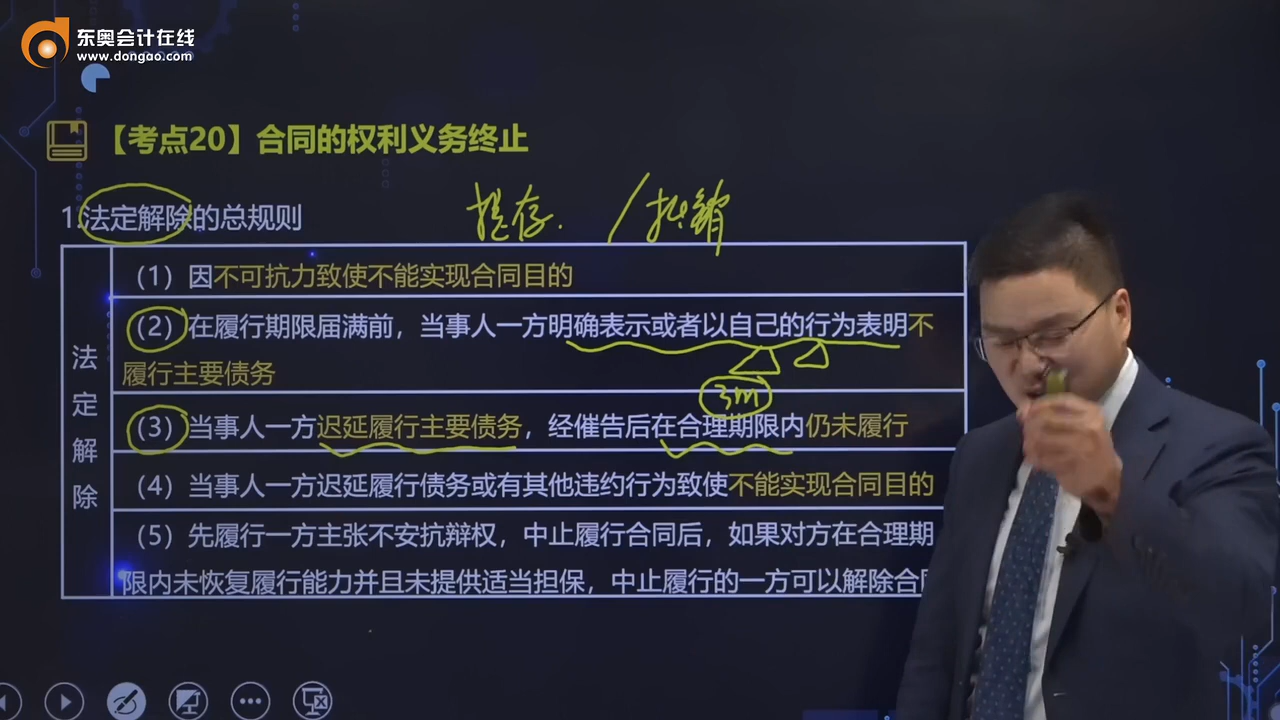 东奥会计在线
www.dongao.com
【考点20】合同的权利义务终止
1.法定解除的总规则
提存. / 抵销
法定解除
(1)因不可抗力致使不能实现合同目的
(2)在履行期限届满前，当事人一方明确表示或者以自己的行为表明不
履行主要债务
3m
(3)当事人一方迟延履行主要债务，经催告后在合理期限内仍未履行
(4)当事人一方迟延履行债务或有其他违约行为致使不能实现合同目的
(5)先履行一方主张不安抗辩权，中止履行合同后，如果对方在合理期
限内未恢复履行能力并且未提供适当担保，中止履行的一方可以解除合同